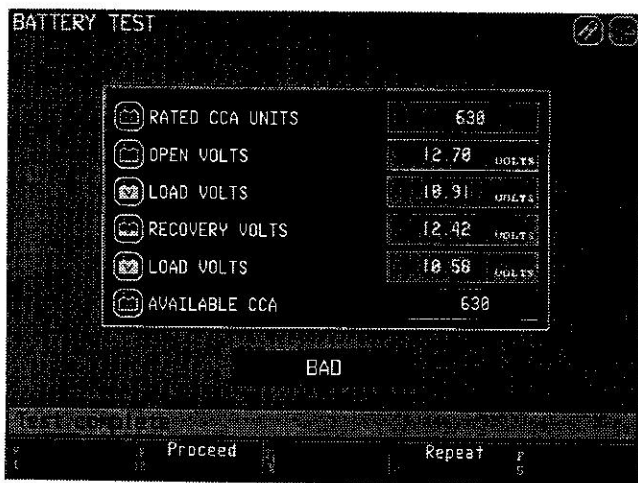 BATTERY TEST
RATED CCA UNITS 630
OPEN VOLTS 12.70 VOLTS
LOAD VOLTS 10.91 VOLTS
RECOVERY VOLTS 12.42 VOLTS
LOAD VOLTS 10.58 VOLTS
AVAILABLE CCA 630
BAD
Proceed Repeat